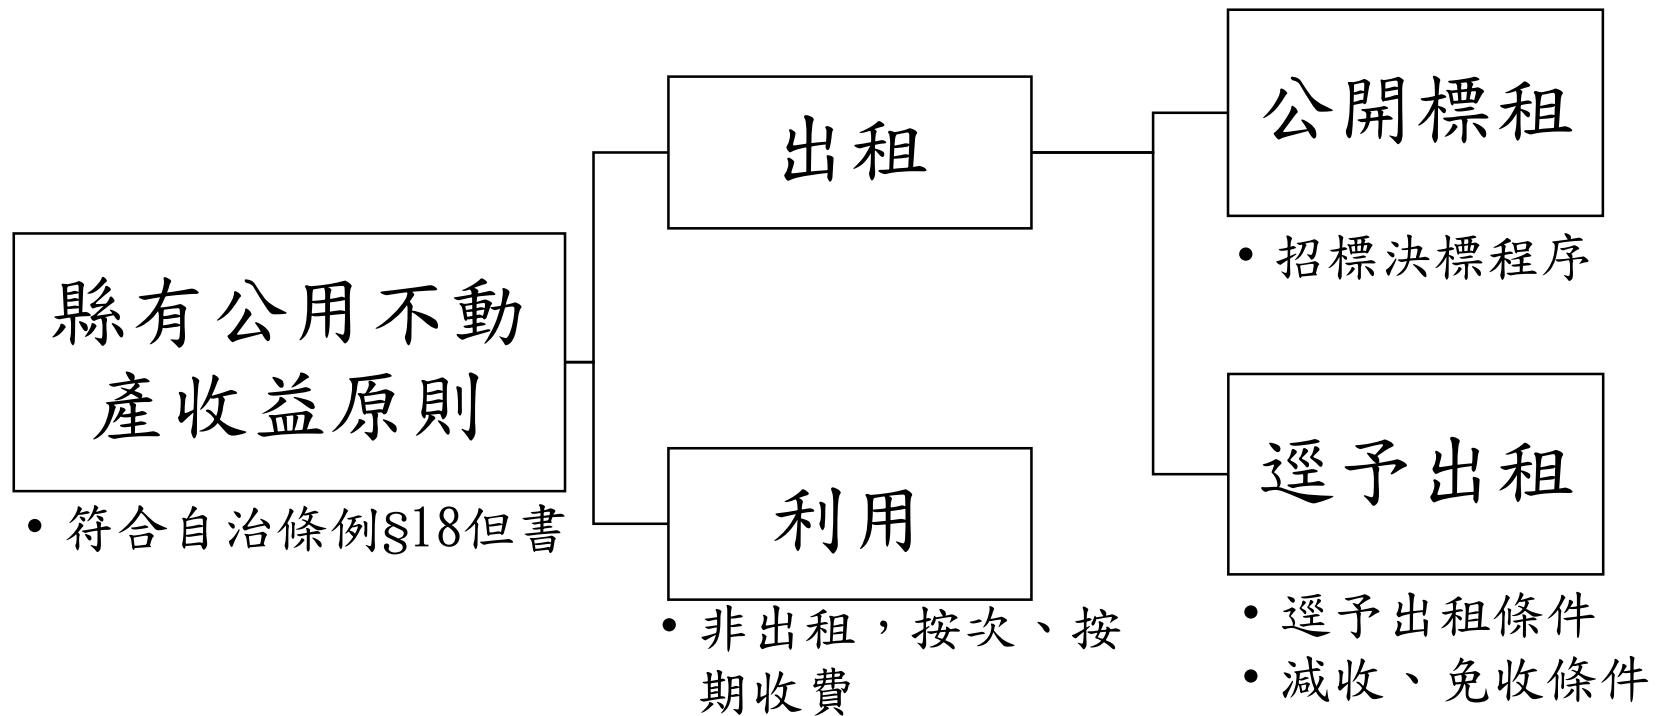 縣有公用不動
產收益原則
• 符合自治條例§18但書
出租
利用
• 非出租，按次、按
期收費
公開標租
• 招標決標程序
逕予出租
• 逕予出租條件
• 減收、免收條件